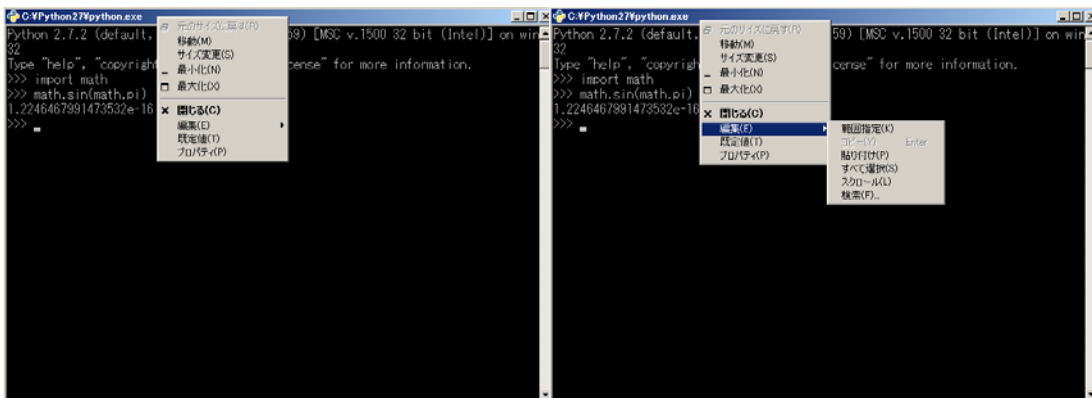 C:¥Python27¥python.exe
Python 2.7.2 (default, 59) [MSC v.1500 32 bit (Intel)] on win
32
Type "help", "copyright cense" for more information.
>>> import math
>>> math.sin(math.pi)
1.2246467991473532e-16
>>>
元のサイズに戻す(R)
移動(M)
サイズ変更(S)
最小化(N)
最大化(X)
閉じる(C)
編集(E)
既定値(T)
プロパティ(P)
C:¥Python27¥python.exe
Python 2.7.2 (default, 59) [MSC v.1500 32 bit (Intel)] on win
32
Type "help", "copyrigh cense" for more information.
>>> import math
>>> math.sin(math.pi)
1.2246467991473532e-16
>>>
元のサイズに戻す(R)
移動(M)
サイズ変更(S)
最小化(N)
最大化(X)
閉じる(C)
編集(E)
既定値(T)
プロパティ(P)
範囲指定(K)
コピー(Y) Enter
貼り付け(P)
すべて選択(S)
スクロール(L)
検索(F)...